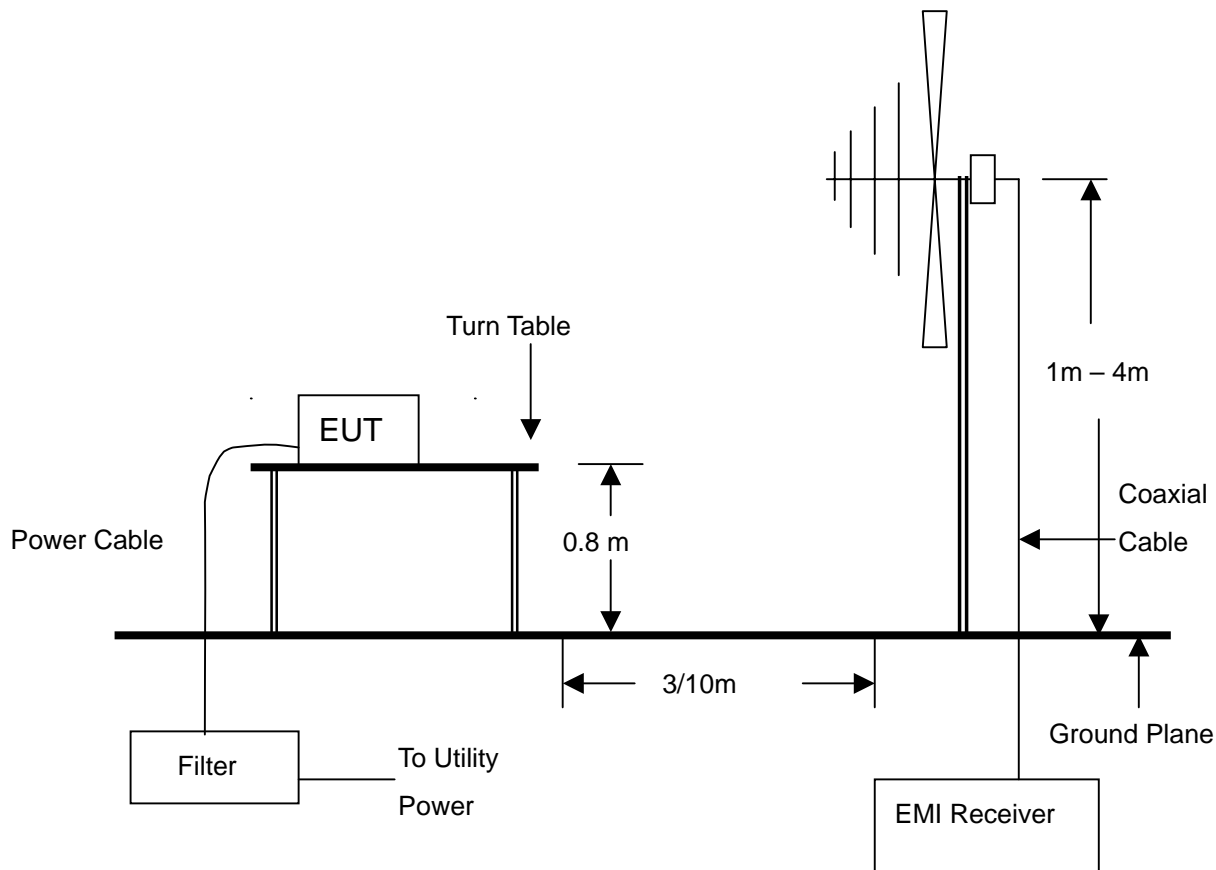 Turn Table
1m – 4m
EUT
Coaxial
Cable
Power Cable
0.8 m
3/10m
Ground Plane
Filter
To Utility
Power
EMI Receiver